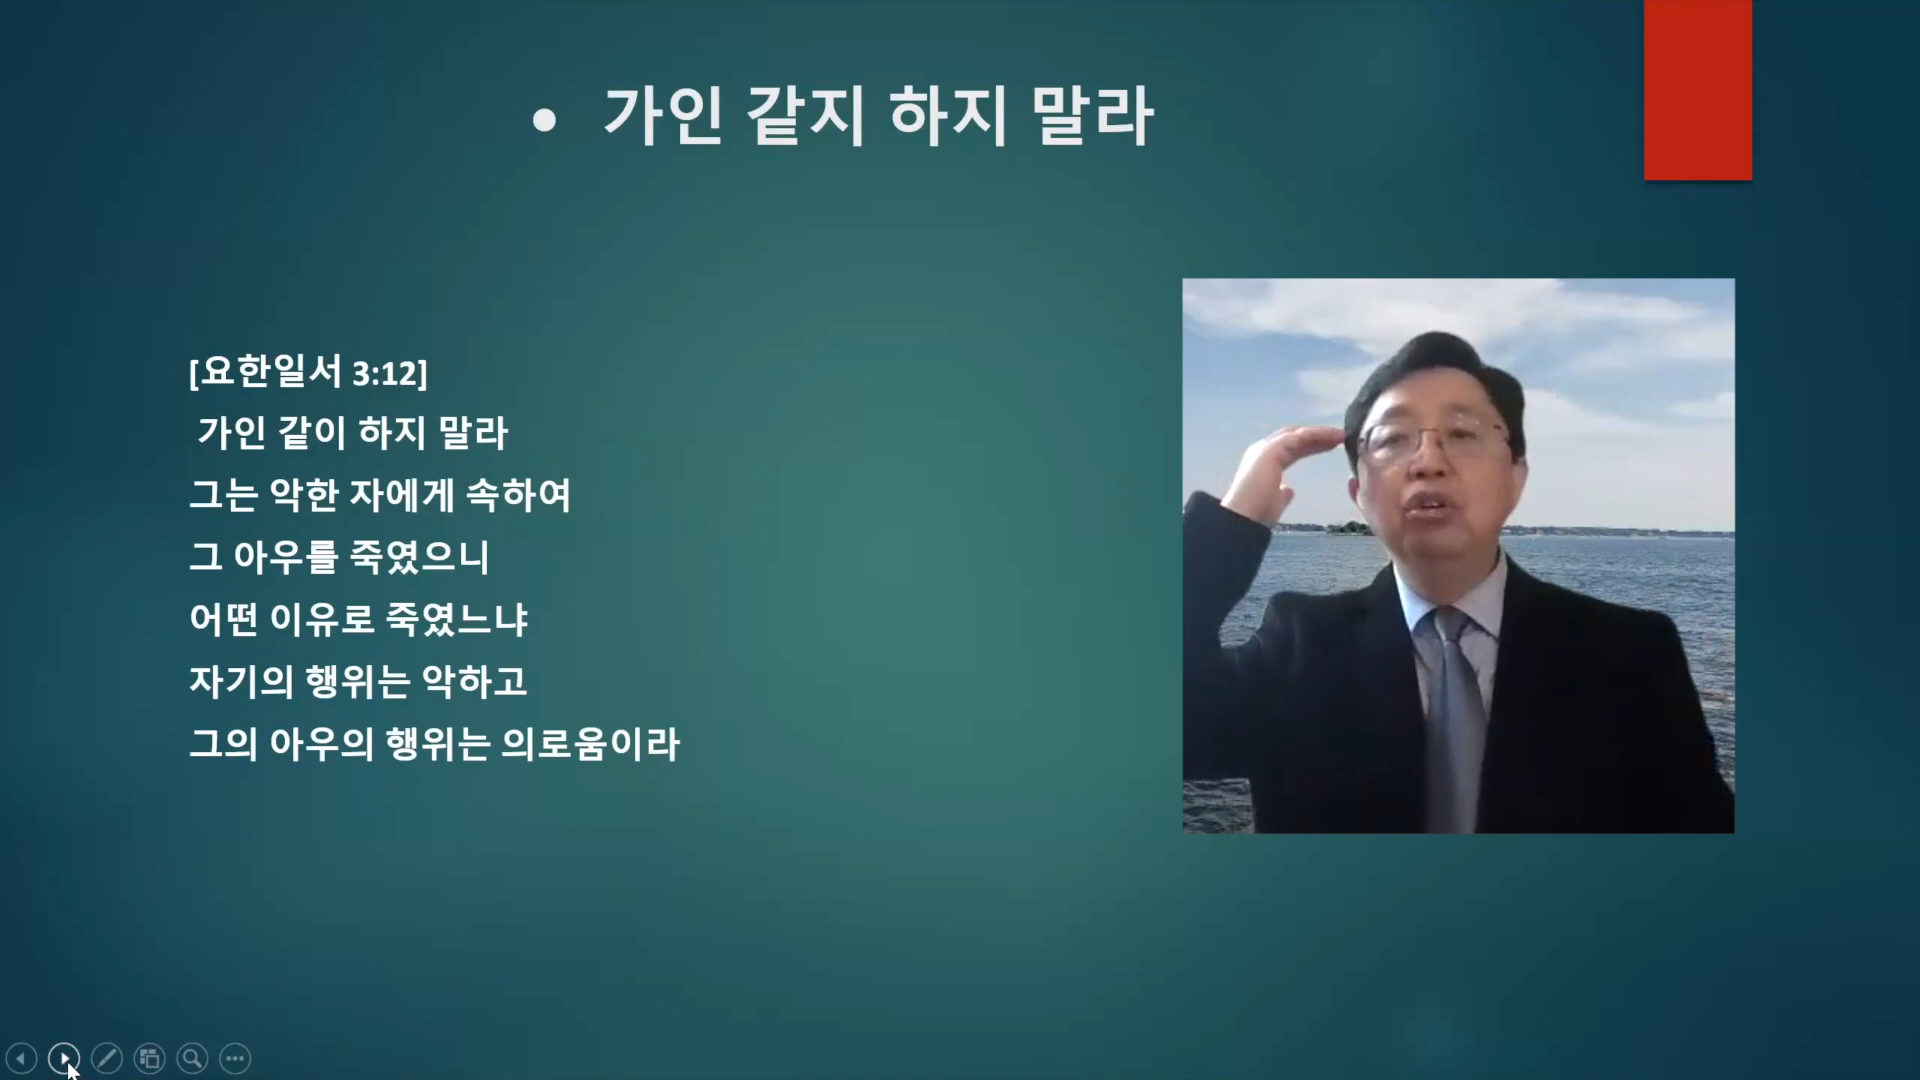 • 가인 같지 하지 말라
[요한일서 3:12]
가인 같이 하지 말라
그는 악한 자에게 속하여
그 아우를 죽였으니
어떤 이유로 죽였느냐
자기의 행위는 악하고
그의 아우의 행위는 의로움이라